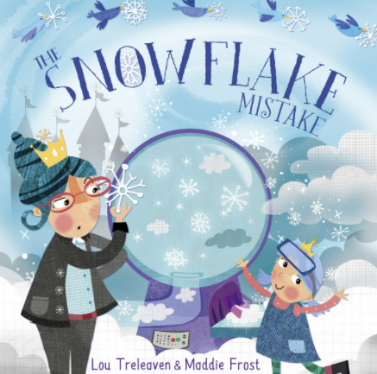 THE
SNOWFLAKE
MISTAKE
Lou Treleaven & Maddie Frost